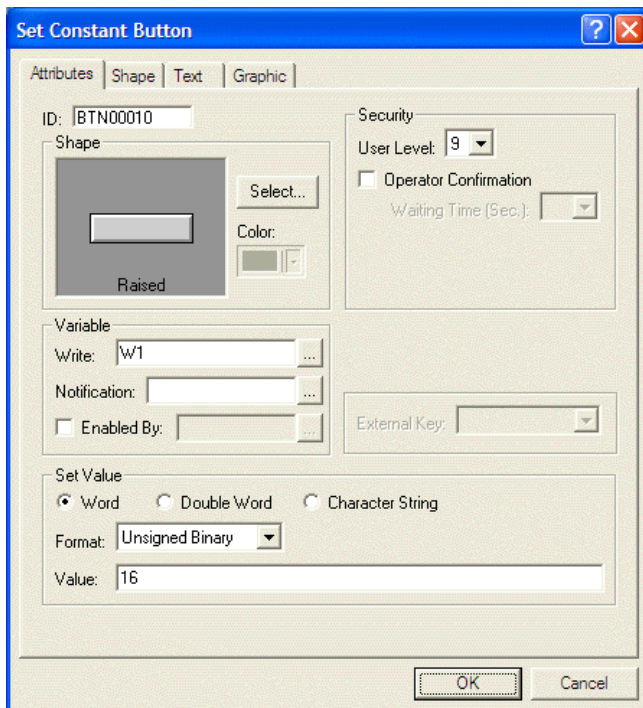 Set Constant Button
Attributes Shape Text Graphic
ID: BTN00010
Shape
Select...
Color:
Raised
Security
User Level: 9
Operator Confirmation
Waiting Time (Sec.):
Variable
Write: W1 ...
Notification: ...
Enabled By: ...
External Key:
Set Value
Word Double Word Character String
Format: Unsigned Binary
Value: 16
OK Cancel